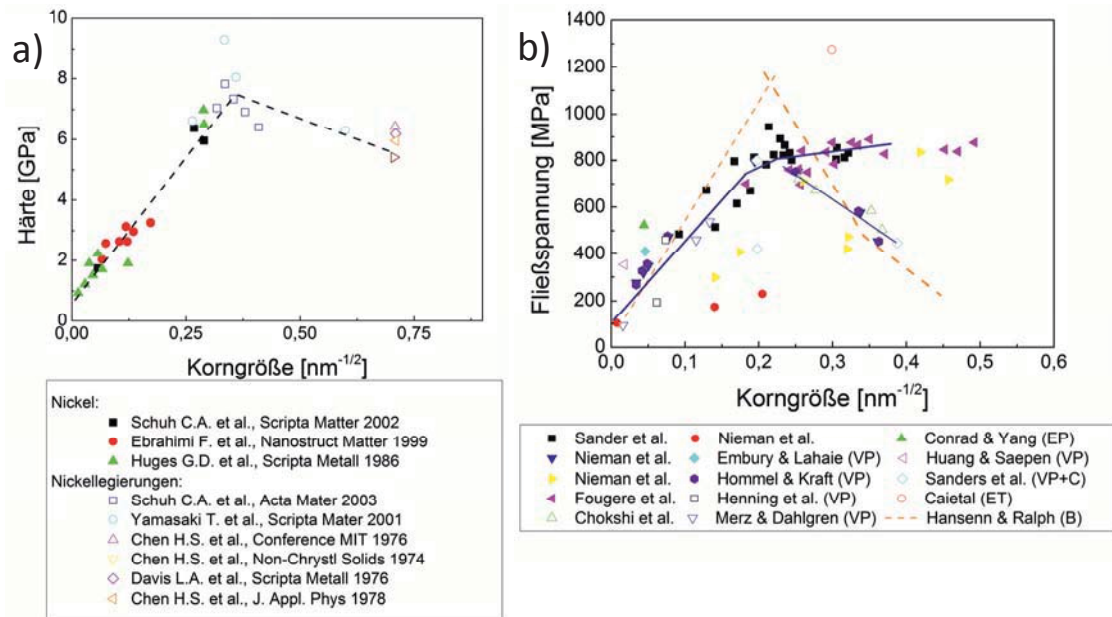 a)
Härte [GPa]
10
8
6
4
2
0
0,00
0,25
0,50
0,75
Korngröße [nm-1/2]
Nickel:
Schuh C.A. et al., Scripta Matter 2002
Ebrahimi F. et al., Nanostruct Matter 1999
Huges G.D. et al., Scripta Metall 1986
Nickellegierungen:
Schuh C.A. et al., Acta Mater 2003
Yamasaki T. et al., Scripta Mater 2001
Chen H.S. et al., Conference MIT 1976
Chen H.S. et al., Non-Chrystl Solids 1974
Davis L.A. et al., Scripta Metall 1976
Chen H.S. et al., J. Appl. Phys 1978
b)
Fließspannung [MPa]
1400
1200
1000
800
600
400
200
0
0,0
0,1
0,2
0,3
0,4
0,5
0,6
Korngröße [nm-1/2]
Sander et al.
Nieman et al.
Conrad & Yang (EP)
Nieman et al.
Embury & Lahaie (VP)
Huang & Saepen (VP)
Nieman et al.
Hommel & Kraft (VP)
Sanders et al. (VP+C)
Fougere et al.
Henning et al. (VP)
Caietal (ET)
Chokshi et al.
Merz & Dahlgren (VP)
Hansenn & Ralph (B)